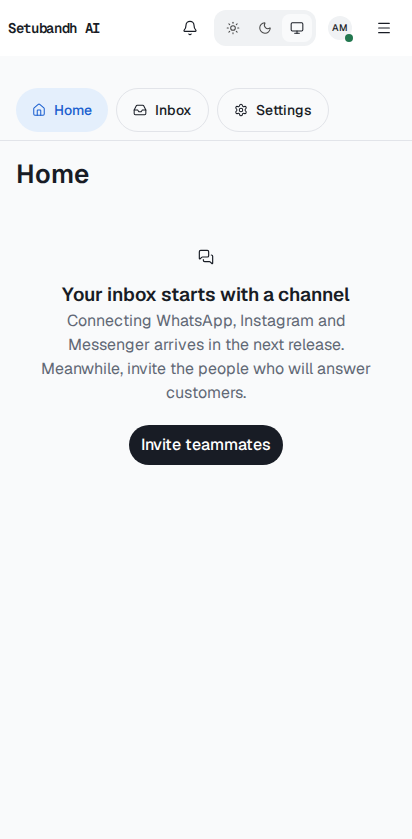 Setubandh AI
AM
Home
Inbox
Settings
Home
Your inbox starts with a channel
Connecting WhatsApp, Instagram and
Messenger arrives in the next release.
Meanwhile, invite the people who will answer
customers.
Invite teammates